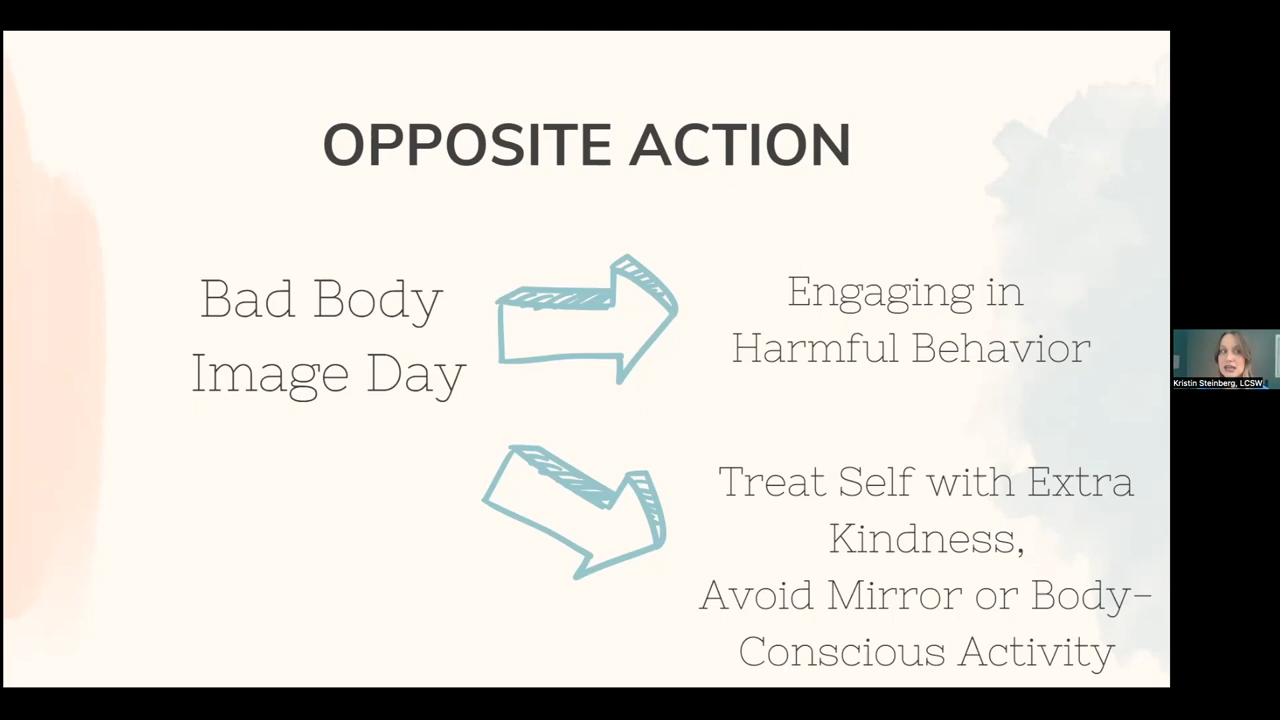 OPPOSITE ACTION
Bad Body
Image Day
Engaging in
Harmful Behavior
Treat Self with Extra
Kindness,
Avoid Mirror or Body-
Conscious Activity
Kristin Steinberg, LCSW